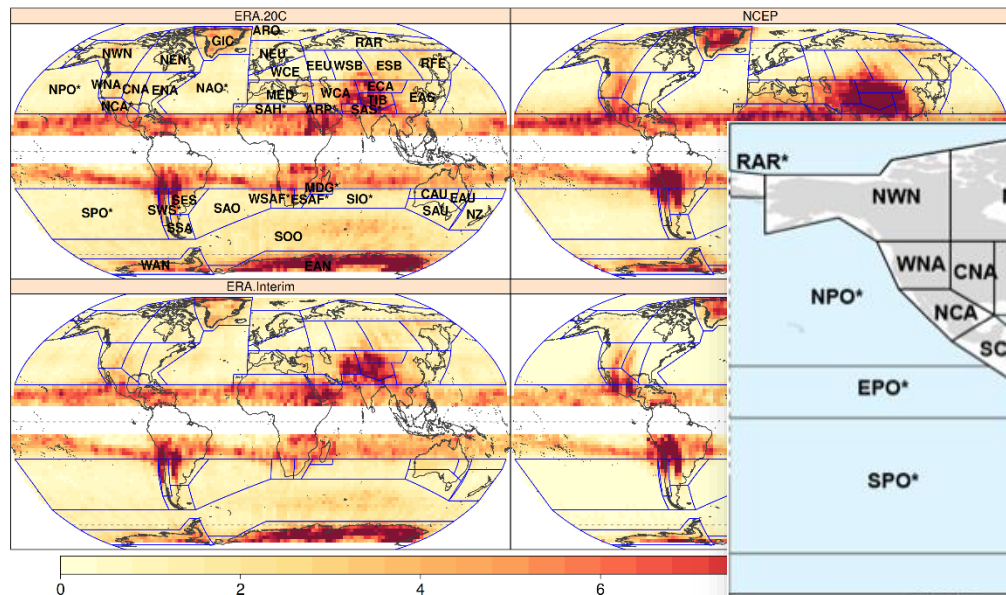 ERA.20C
NCEP
ARO
GIC
NWN
NEN
NEU
RAR
WCE
EEU WSB
ESB
RFE
NPO*
WNA
CNA
ENA
NAO*
MED*
WCA
ECA
TIB
EAS
NCA*
SAH*
ARP*
SAS*
SPO*
SES
SWS*
SSA
SAO
WSAF*
ESAF*
MDG*
SIO*
CAU
EAU
SAU
NZ
SOO
WAN
EAN
ERA.Interim
RAR*
NWN
WNA
CNA
NPO*
NCA
EPO*
SPO*
0 2 4 6